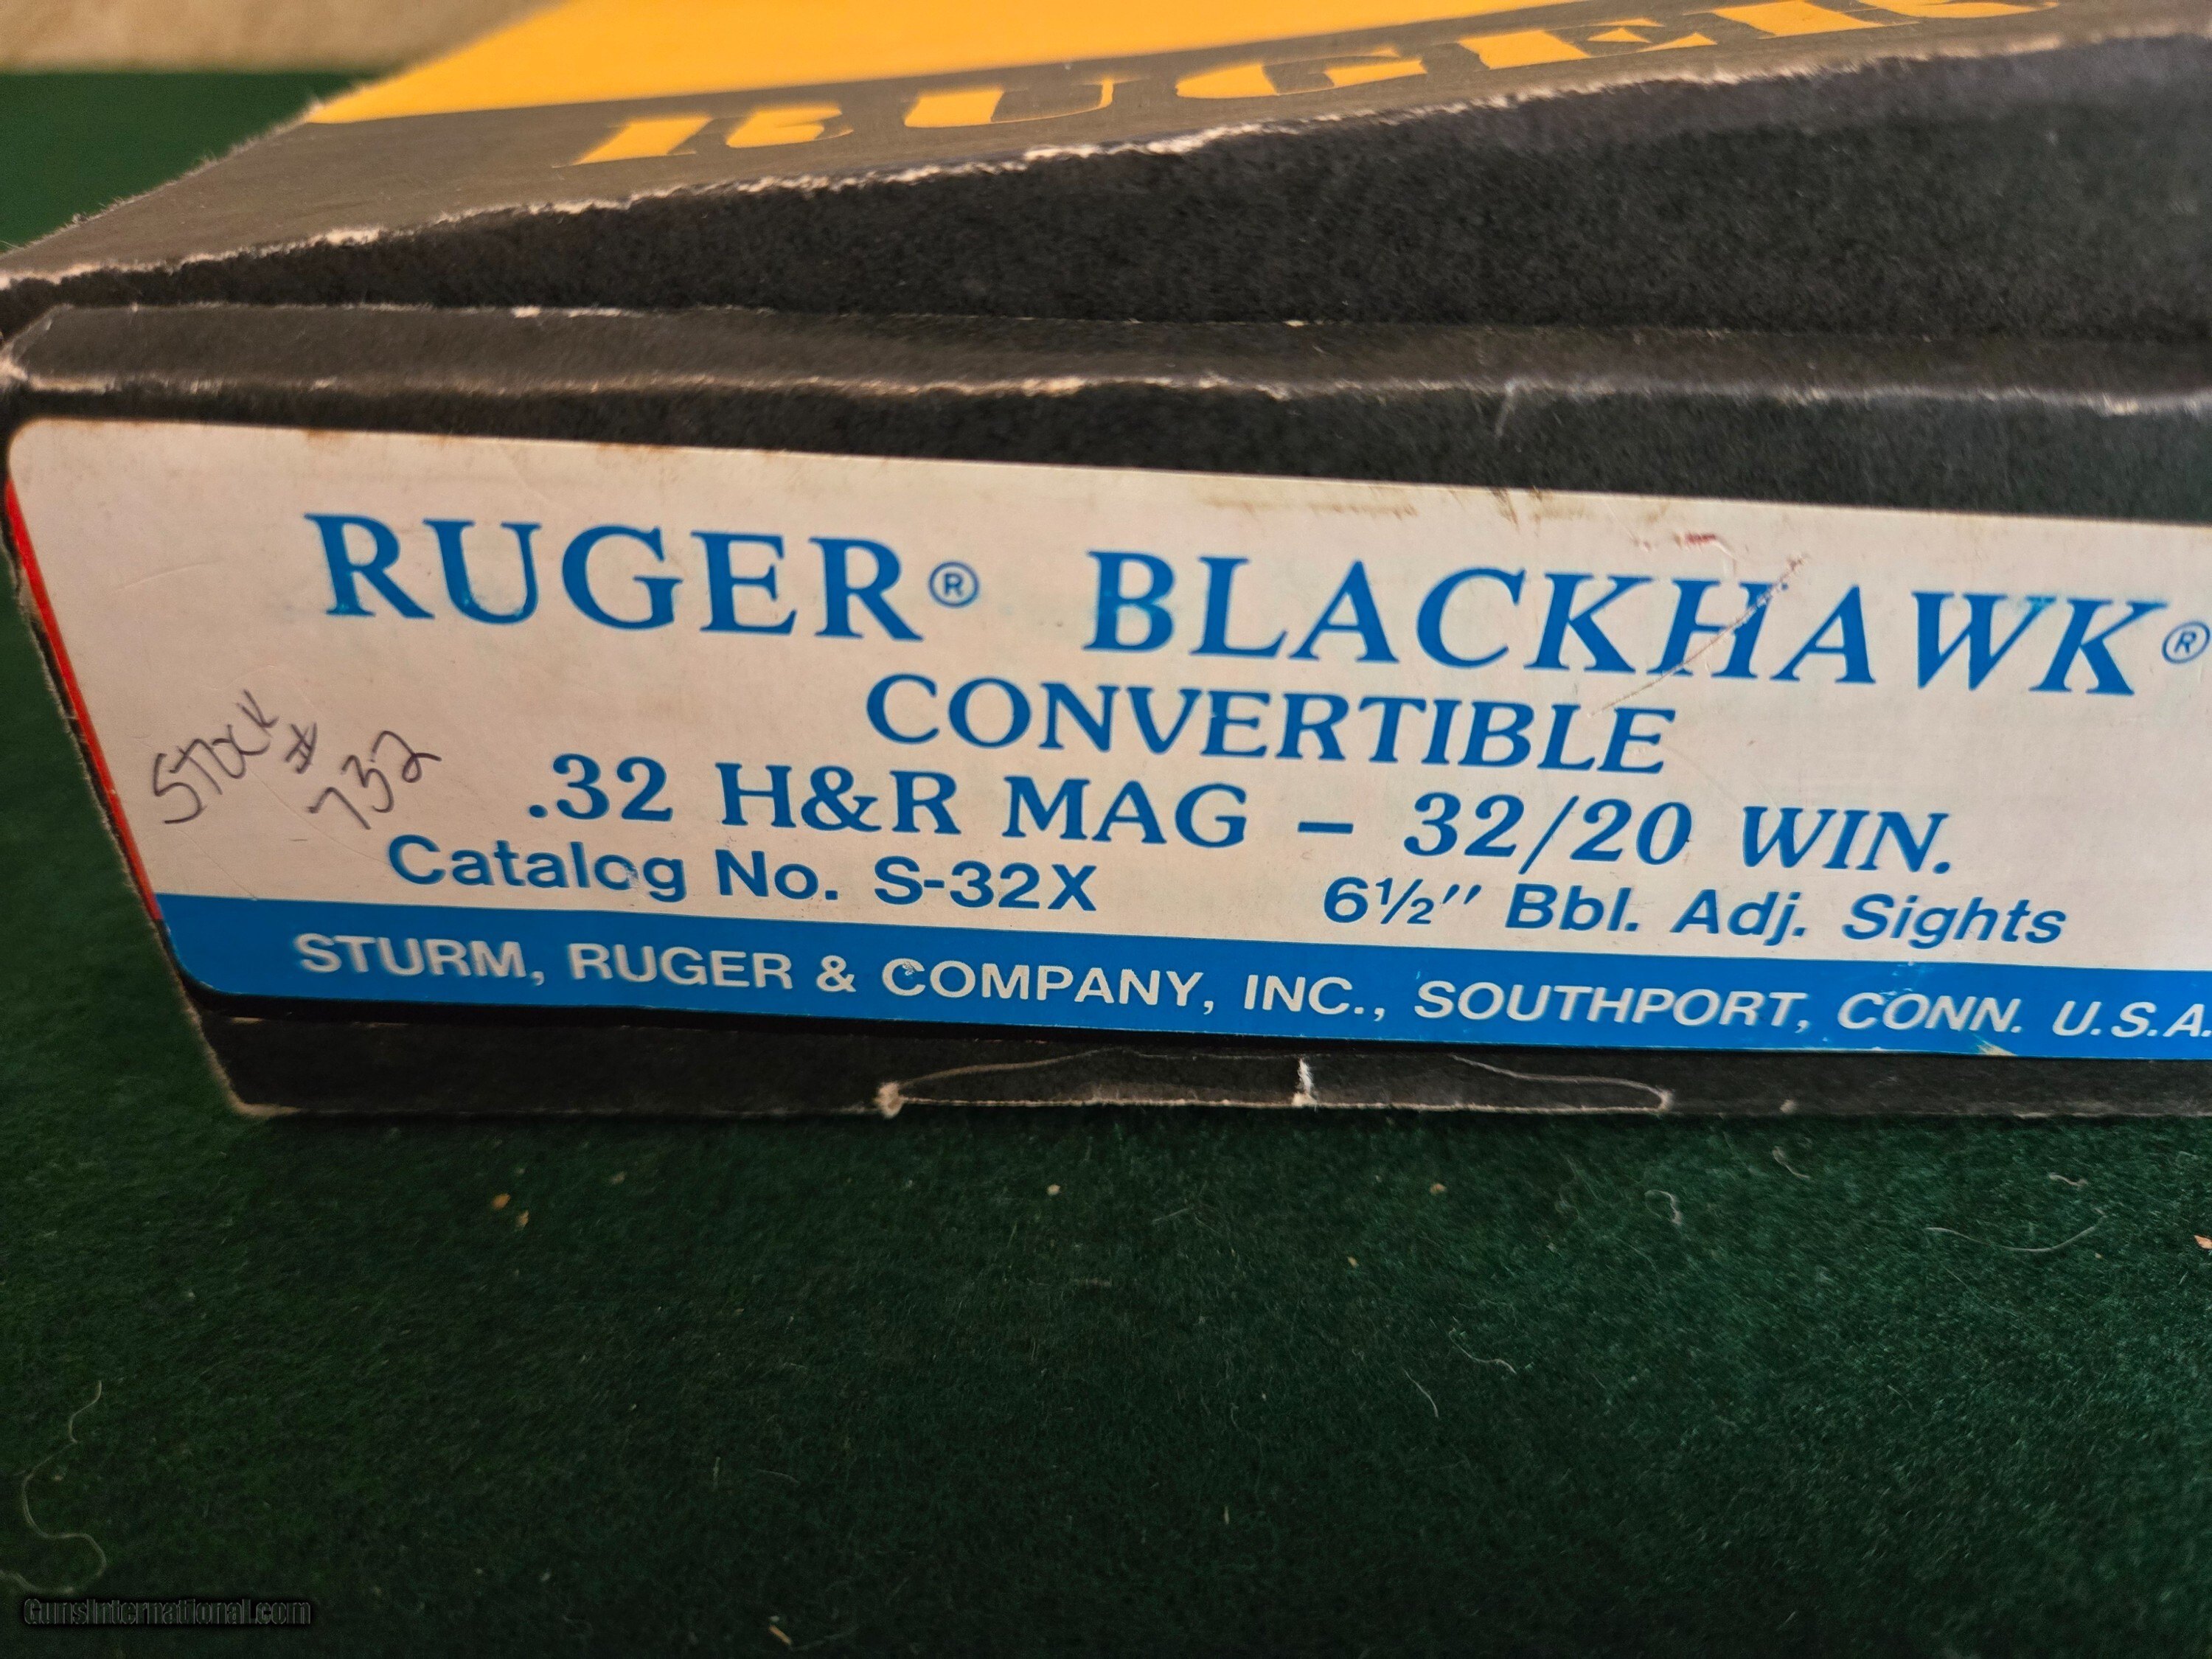 RUGER
RUGER® BLACKHAWK®
CONVERTIBLE
.32 H&R MAG – 32/20 WIN.
Stock # 732
Catalog No. S-32X 6½" Bbl. Adj. Sights
STURM, RUGER & COMPANY, INC., SOUTHPORT, CONN. U.S.A.
GunsInternational.com